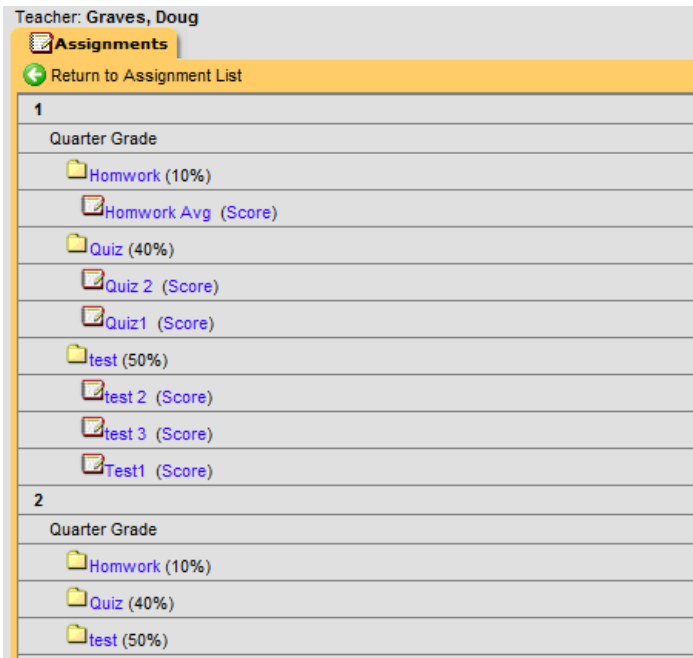 Teacher: Graves, Doug
Assignments
Return to Assignment List
1
Quarter Grade
Homwork (10%)
Homwork Avg (Score)
Quiz (40%)
Quiz 2 (Score)
Quiz1 (Score)
test (50%)
test 2 (Score)
test 3 (Score)
Test1 (Score)
2
Quarter Grade
Homwork (10%)
Quiz (40%)
test (50%)